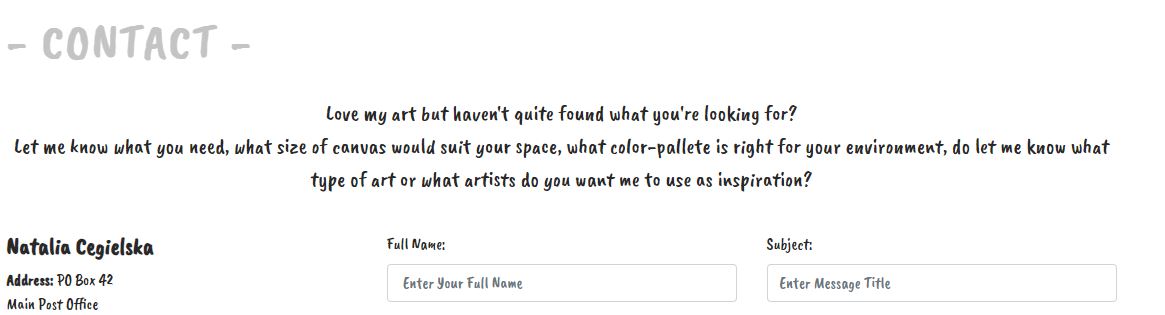 - CONTACT -
Love my art but haven't quite found what you're looking for?
Let me know what you need, what size of canvas would suit your space, what color-pallete is right for your environment, do let me know what
type of art or what artists do you want me to use as inspiration?
Natalia Cegielska
Address: PO Box 42
Main Post Office
Full Name:
Enter Your Full Name
Subject:
Enter Message Title